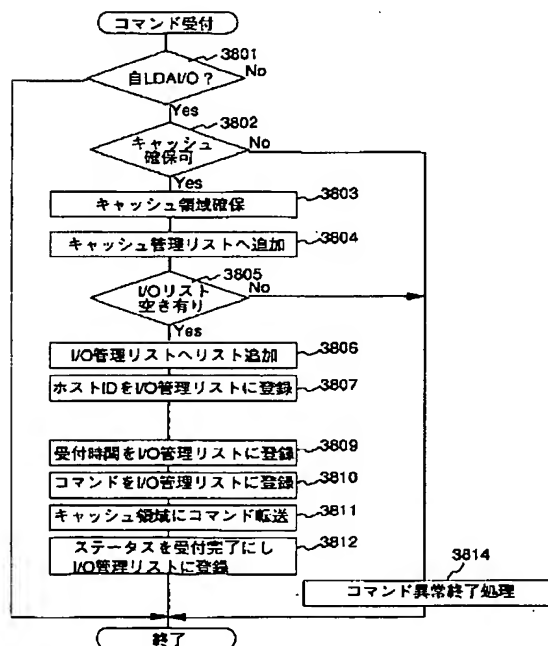 コマンド受付
3801
自LDAI/O?
No
Yes
3802
キャッシュ
確保可
No
Yes
キャッシュ領域確保
3803
キャッシュ管理リストへ追加
3804
3805
I/Oリスト
空き有り
No
Yes
I/O管理リストへリスト追加
3806
ホストIDをI/O管理リストに登録
3807
受付時間をI/O管理リストに登録
3809
コマンドをI/O管理リストに登録
3810
キャッシュ領域にコマンド転送
3811
ステータスを受付完了にし
I/O管理リストに登録
3812
3814
コマンド異常終了処理
終了